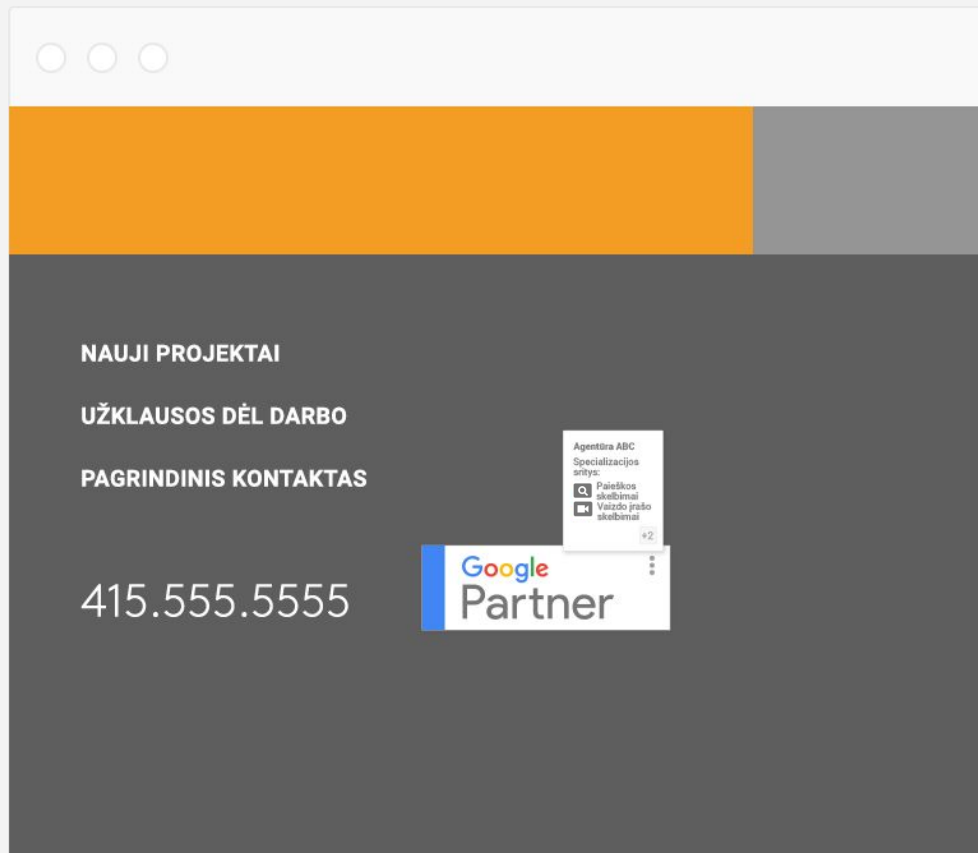 NAUJI PROJEKTAI
UŽKLAUSOS DĖL DARBO
PAGRINDINIS KONTAKTAS
415.555.5555
Agentūra ABC
Specializacijos
sritys:
Paieškos
skelbimai
Vaizdo įrašo
skelbimai
+2
Google
Partner